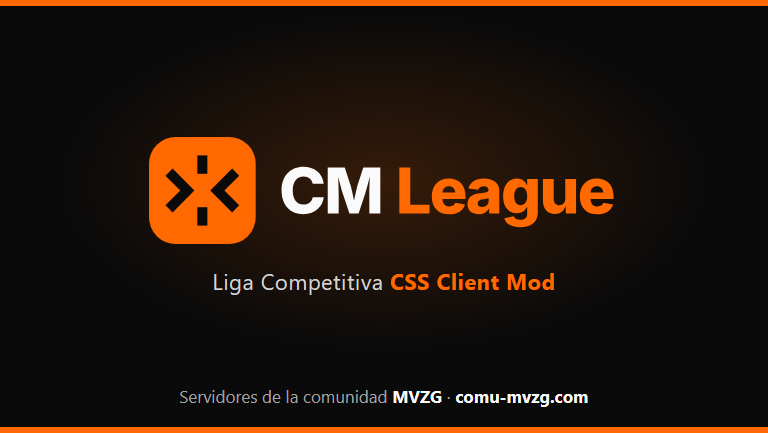 CM League
Liga Competitiva CSS Client Mod
Servidores de la comunidad MVZG · comu-mvzg.com